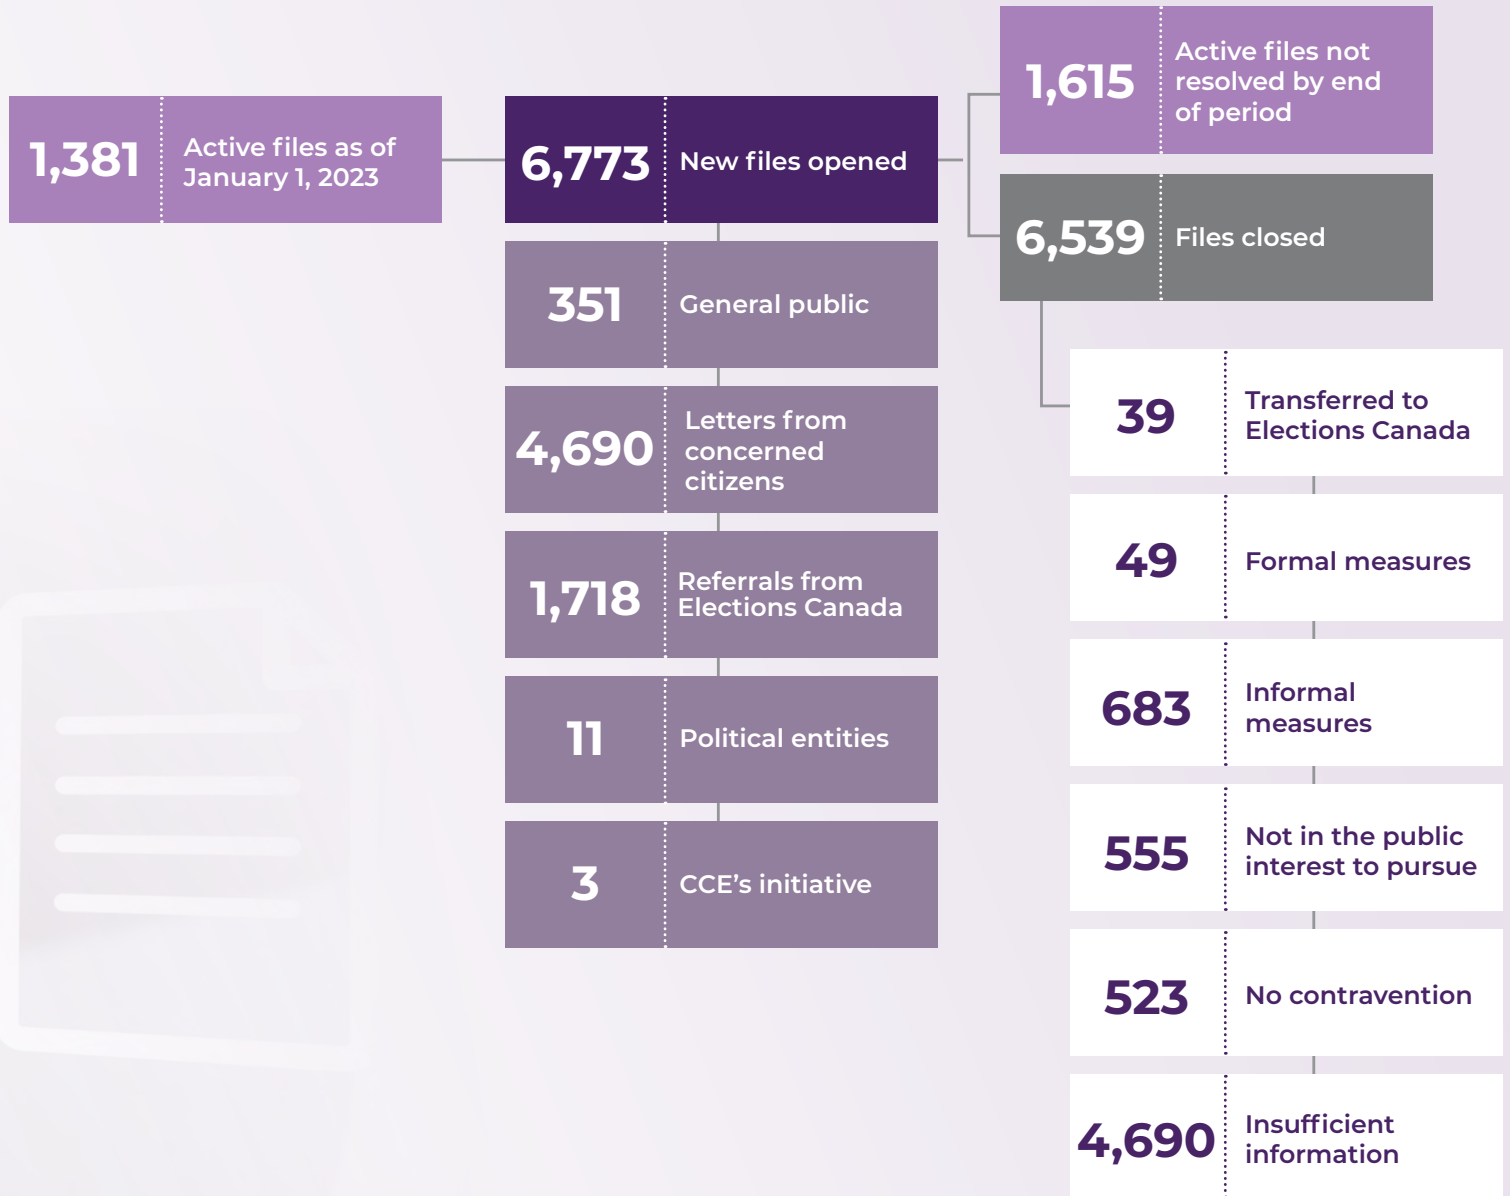 1,381
Active files as of
January 1, 2023
6,773
New files opened
351
General public
4,690
Letters from
concerned
citizens
1,718
Referrals from
Elections Canada
11
Political entities
3
CCE’s initiative
1,615
Active files not
resolved by end
of period
6,539
Files closed
39
Transferred to
Elections Canada
49
Formal measures
683
Informal
measures
555
Not in the public
interest to pursue
523
No contravention
4,690
Insufficient
information